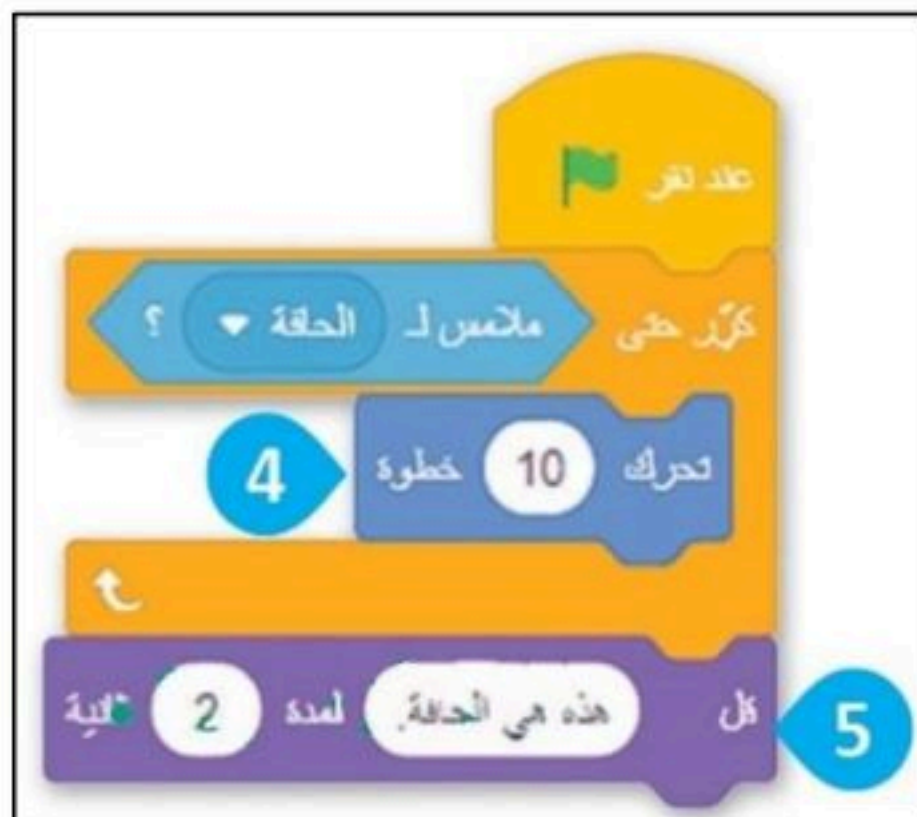 عند نقر
كرّر حتى ملامس لـ الحافة ؟
تحرك 10 خطوة
4
قل هذه هي الحافة. لمدة 2 ثانية
5